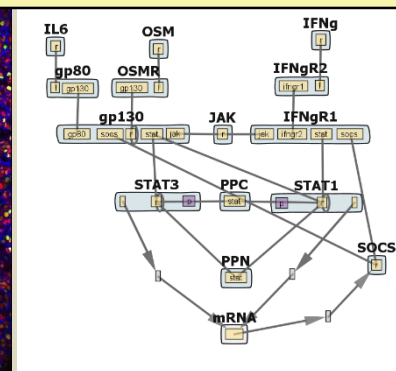 IL6 OSM IFNg
r r r
gp80 OSMR IFNgR2
gp130 gp130 ifngr1
gp130 JAK IFNgR1
gp80 socs r stat jak r jak ifngr2 stat socs
STAT3 PPC STAT1
r p stat p r
PPN SOCS
stat r
mRNA